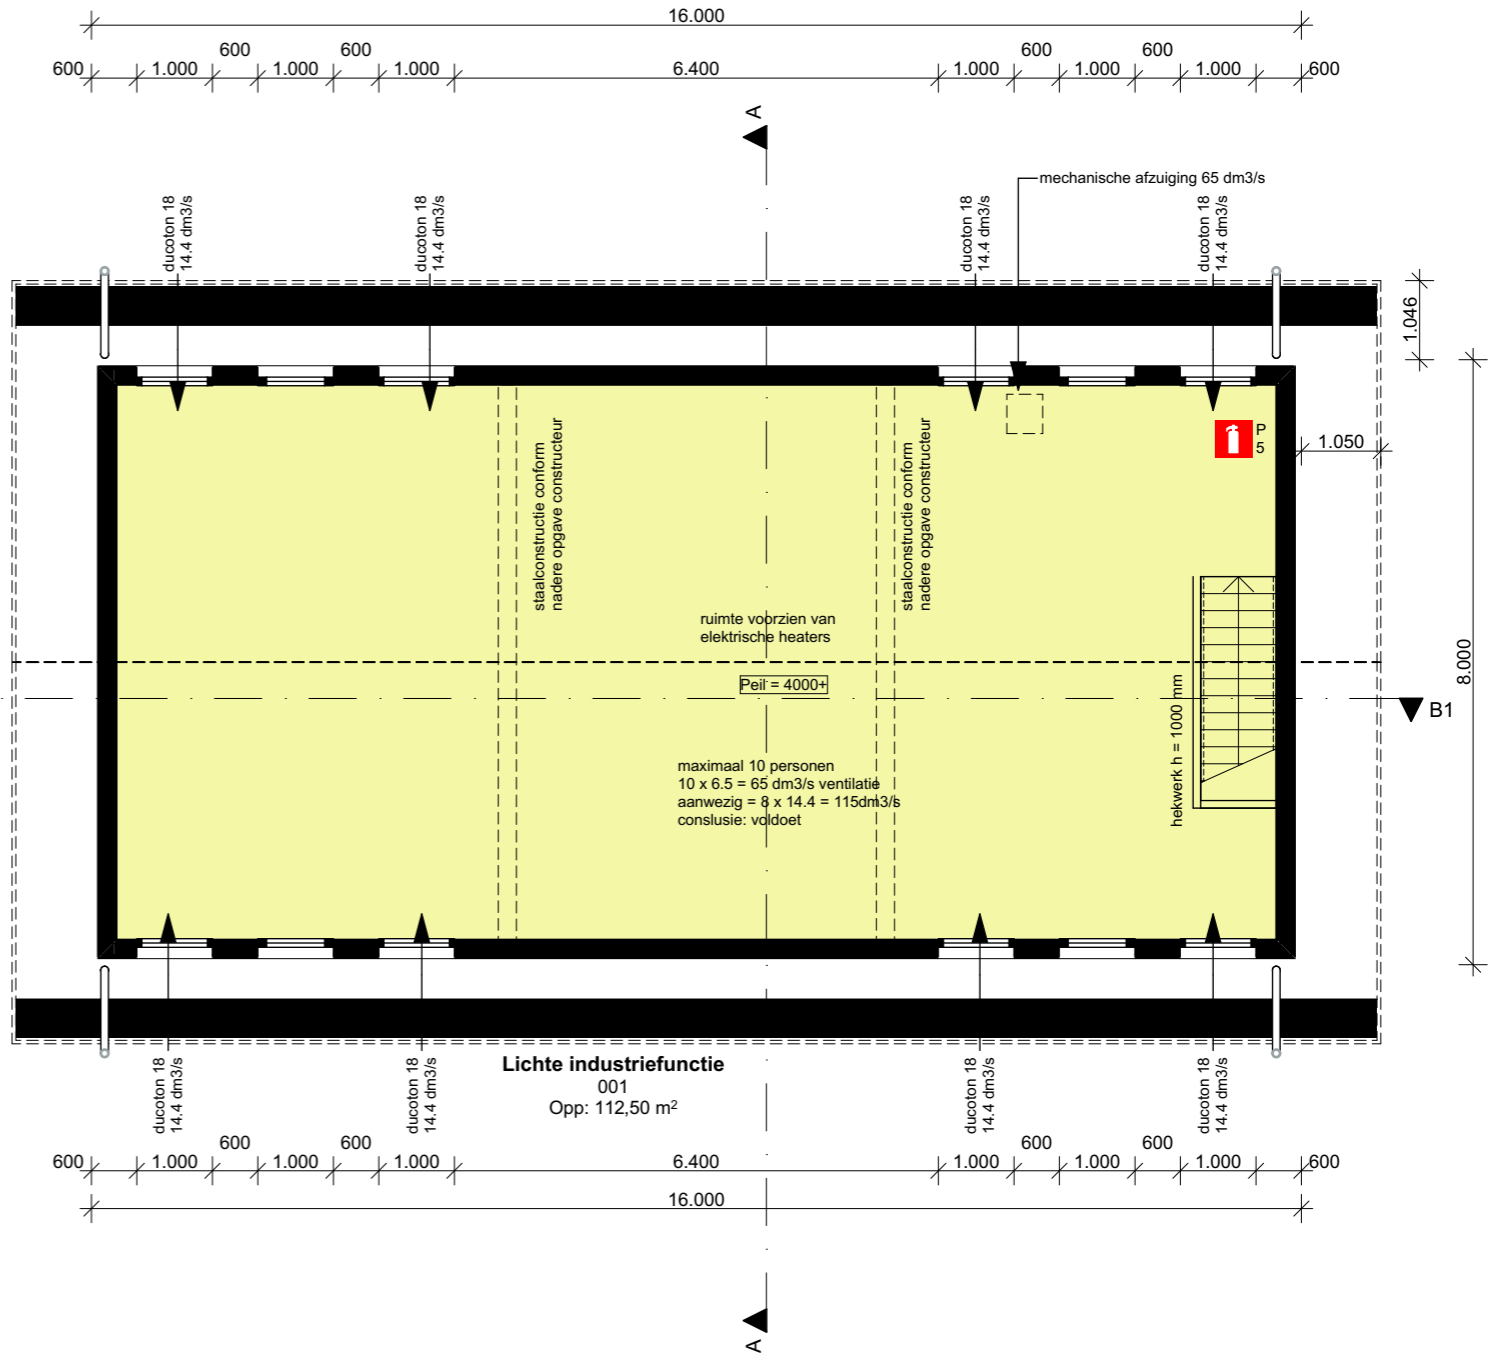 16.000
600 600 600 600
600 1.000 1.000 1.000 6.400 1.000 1.000 1.000 600
A
mechanische afzuiging 65 dm3/s
ducoton 18
14.4 dm3/s
ducoton 18
14.4 dm3/s
ducoton 18
14.4 dm3/s
ducoton 18
14.4 dm3/s
1.046
staalconstructie conform
nadere opgave constructeur
staalconstructie conform
nadere opgave constructeur
P
5
1.050
ruimte voorzien van
elektrische heaters
8.000
Peil = 4000+
B1
hekwerk h = 1000 mm
maximaal 10 personen
10 x 6.5 = 65 dm3/s ventilatie
aanwezig = 8 x 14.4 = 115dm3/s
conslusie: voldoet
ducoton 18
14.4 dm3/s
ducoton 18
14.4 dm3/s
Lichte industriefunctie
001
Opp: 112,50 m²
ducoton 18
14.4 dm3/s
ducoton 18
14.4 dm3/s
600 600 600 600
600 1.000 1.000 1.000 6.400 1.000 1.000 1.000 600
16.000
A